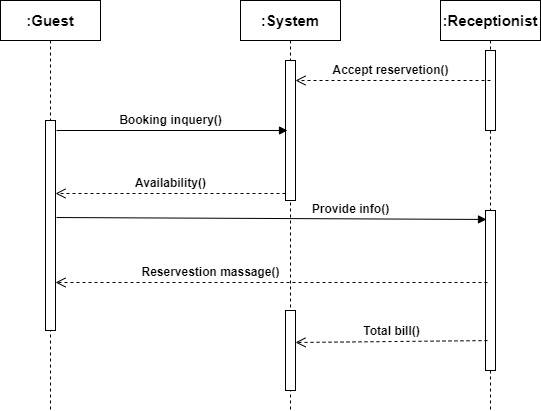 :Guest
:System
:Receptionist
Accept reservetion()
Booking inquery()
Availability()
Provide info()
Reservestion massage()
Total bill()